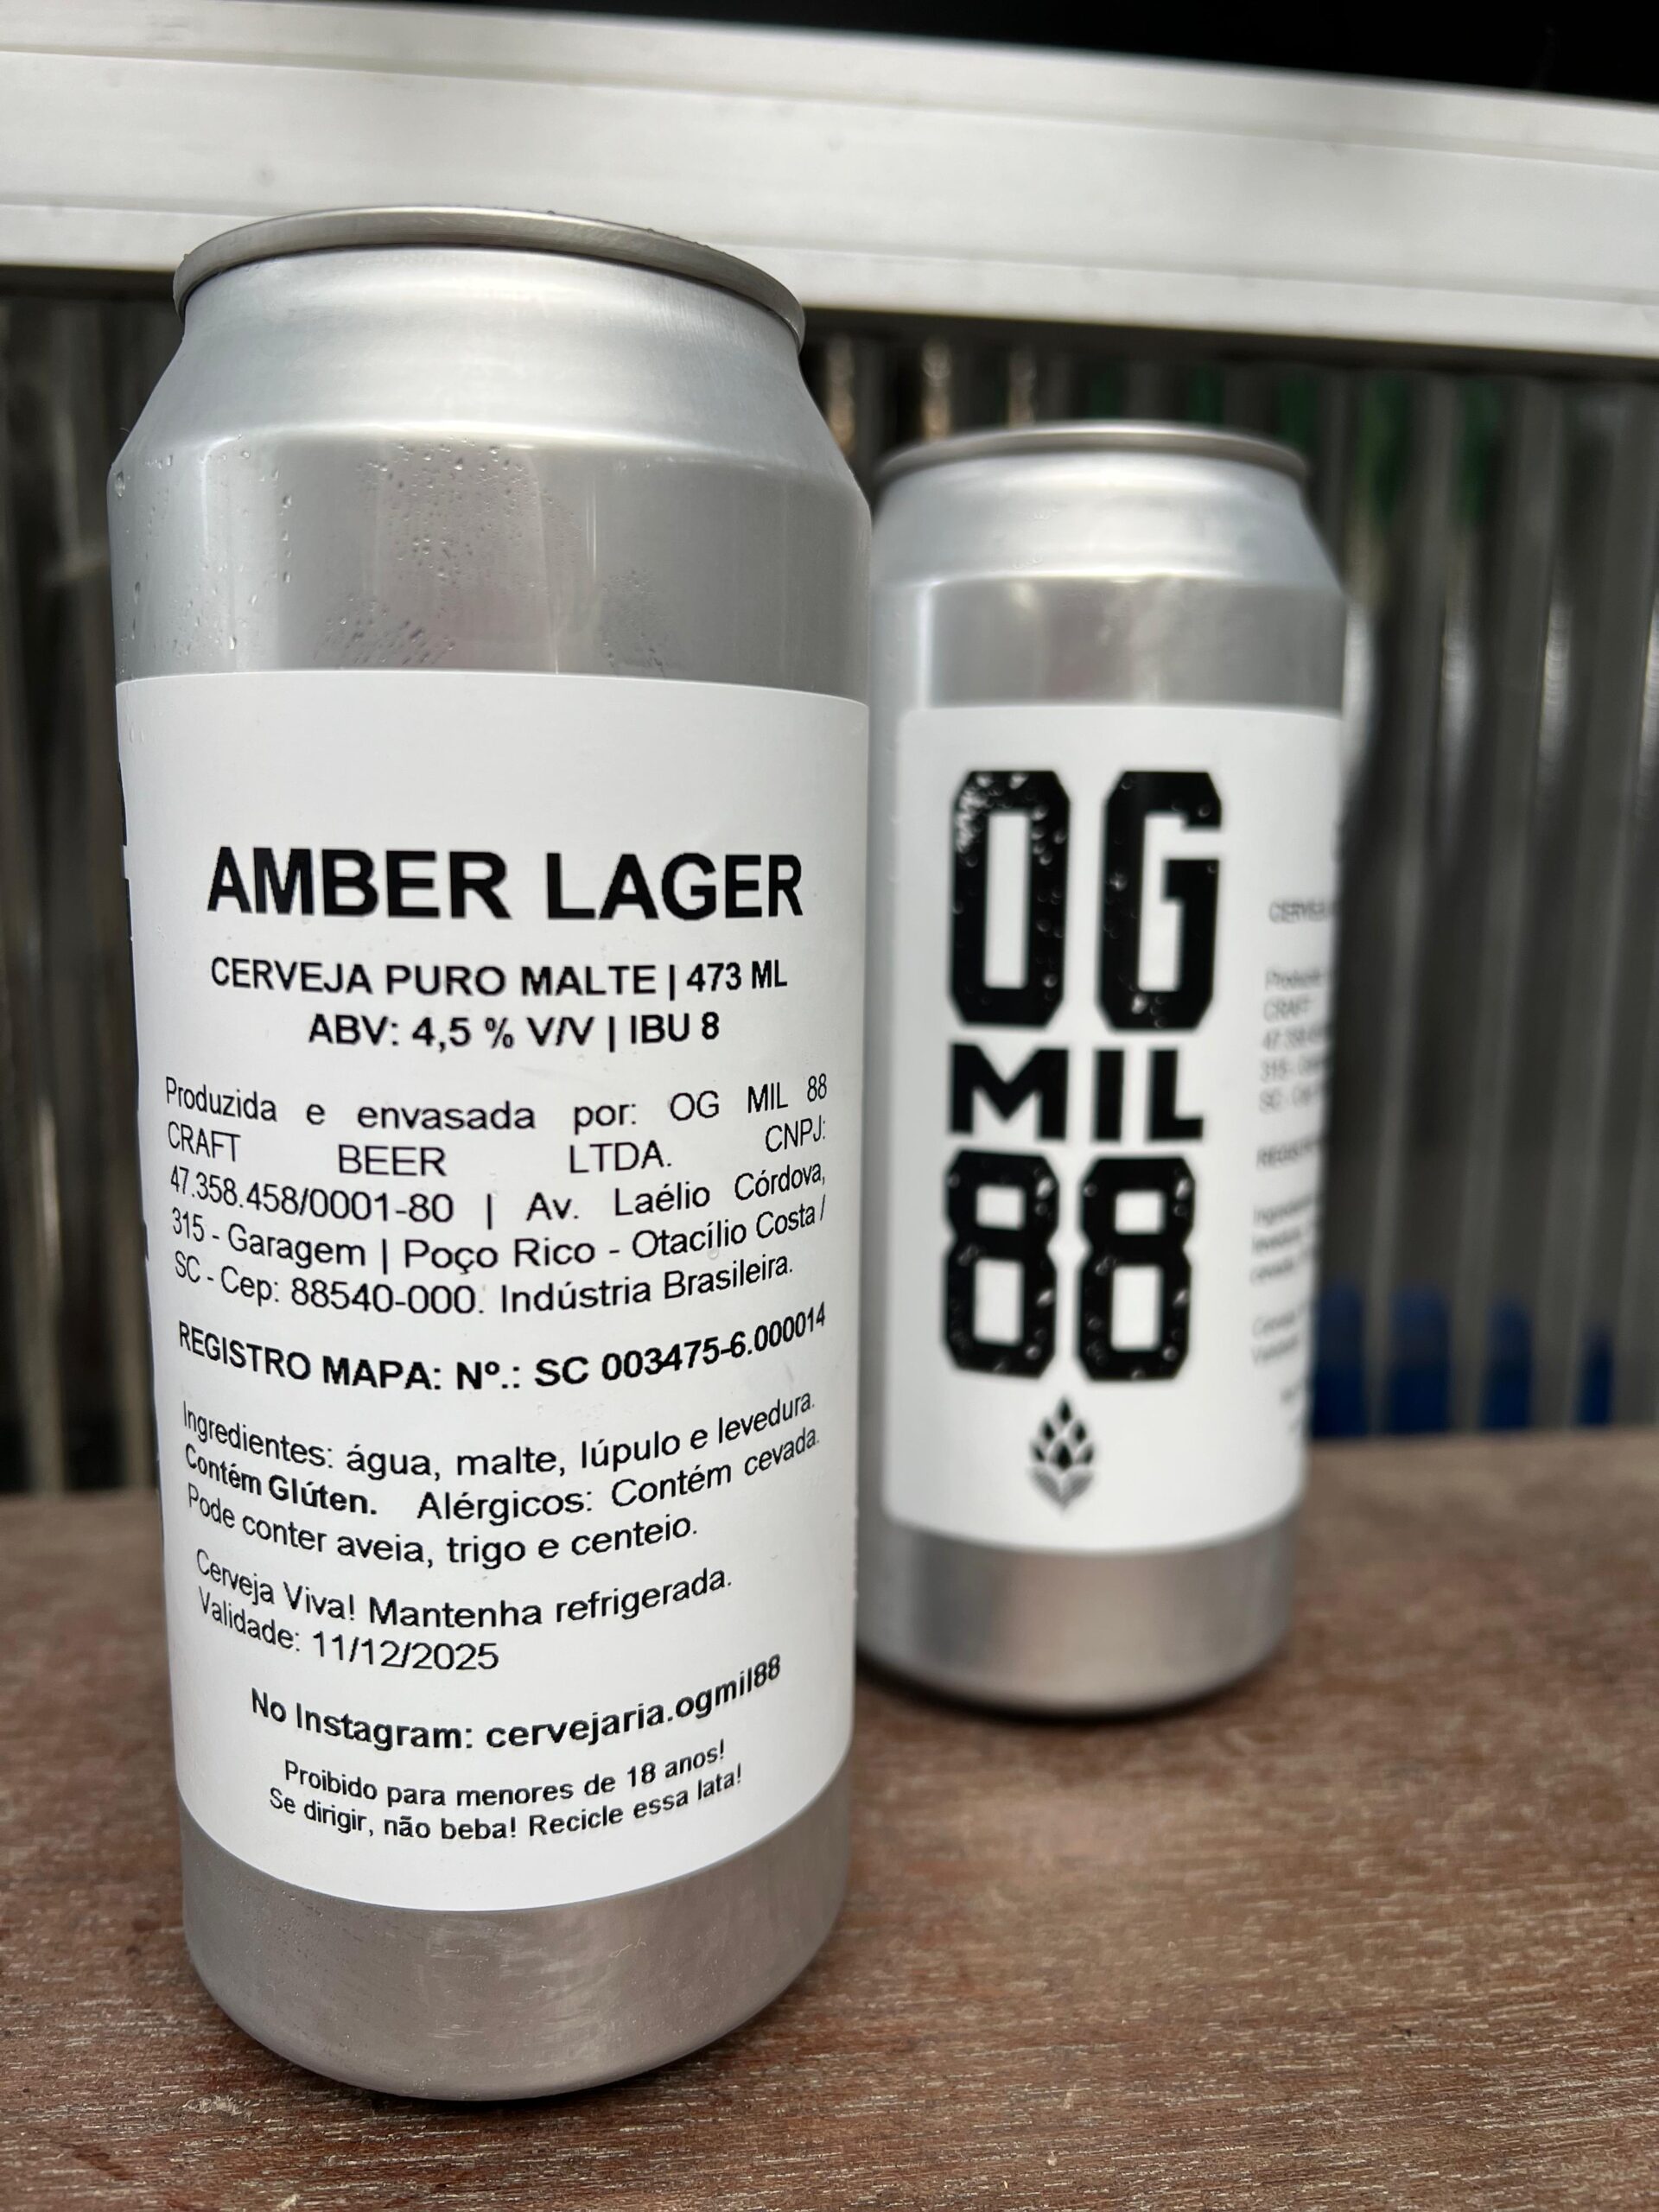 AMBER LAGER
CERVEJA PURO MALTE | 473 ML
ABV: 4,5 % V/V | IBU 8
Produzida e envasada por: OG MIL 88
CRAFT BEER LTDA. CNPJ:
47.358.458/0001-80 | Av. Laélio Córdova,
315 - Garagem | Poço Rico - Otacílio Costa /
SC - Cep: 88540-000. Indústria Brasileira.
REGISTRO MAPA: Nº.: SC 003475-6.000014
Ingredientes: água, malte, lúpulo e levedura.
Contém Glúten. Alérgicos: Contém cevada.
Pode conter aveia, trigo e centeio.
Cerveja Viva! Mantenha refrigerada.
Validade: 11/12/2025
No Instagram: cervejaria.ogmil88
Proibido para menores de 18 anos!
Se dirigir, não beba! Recicle essa lata!
OG
MIL
88